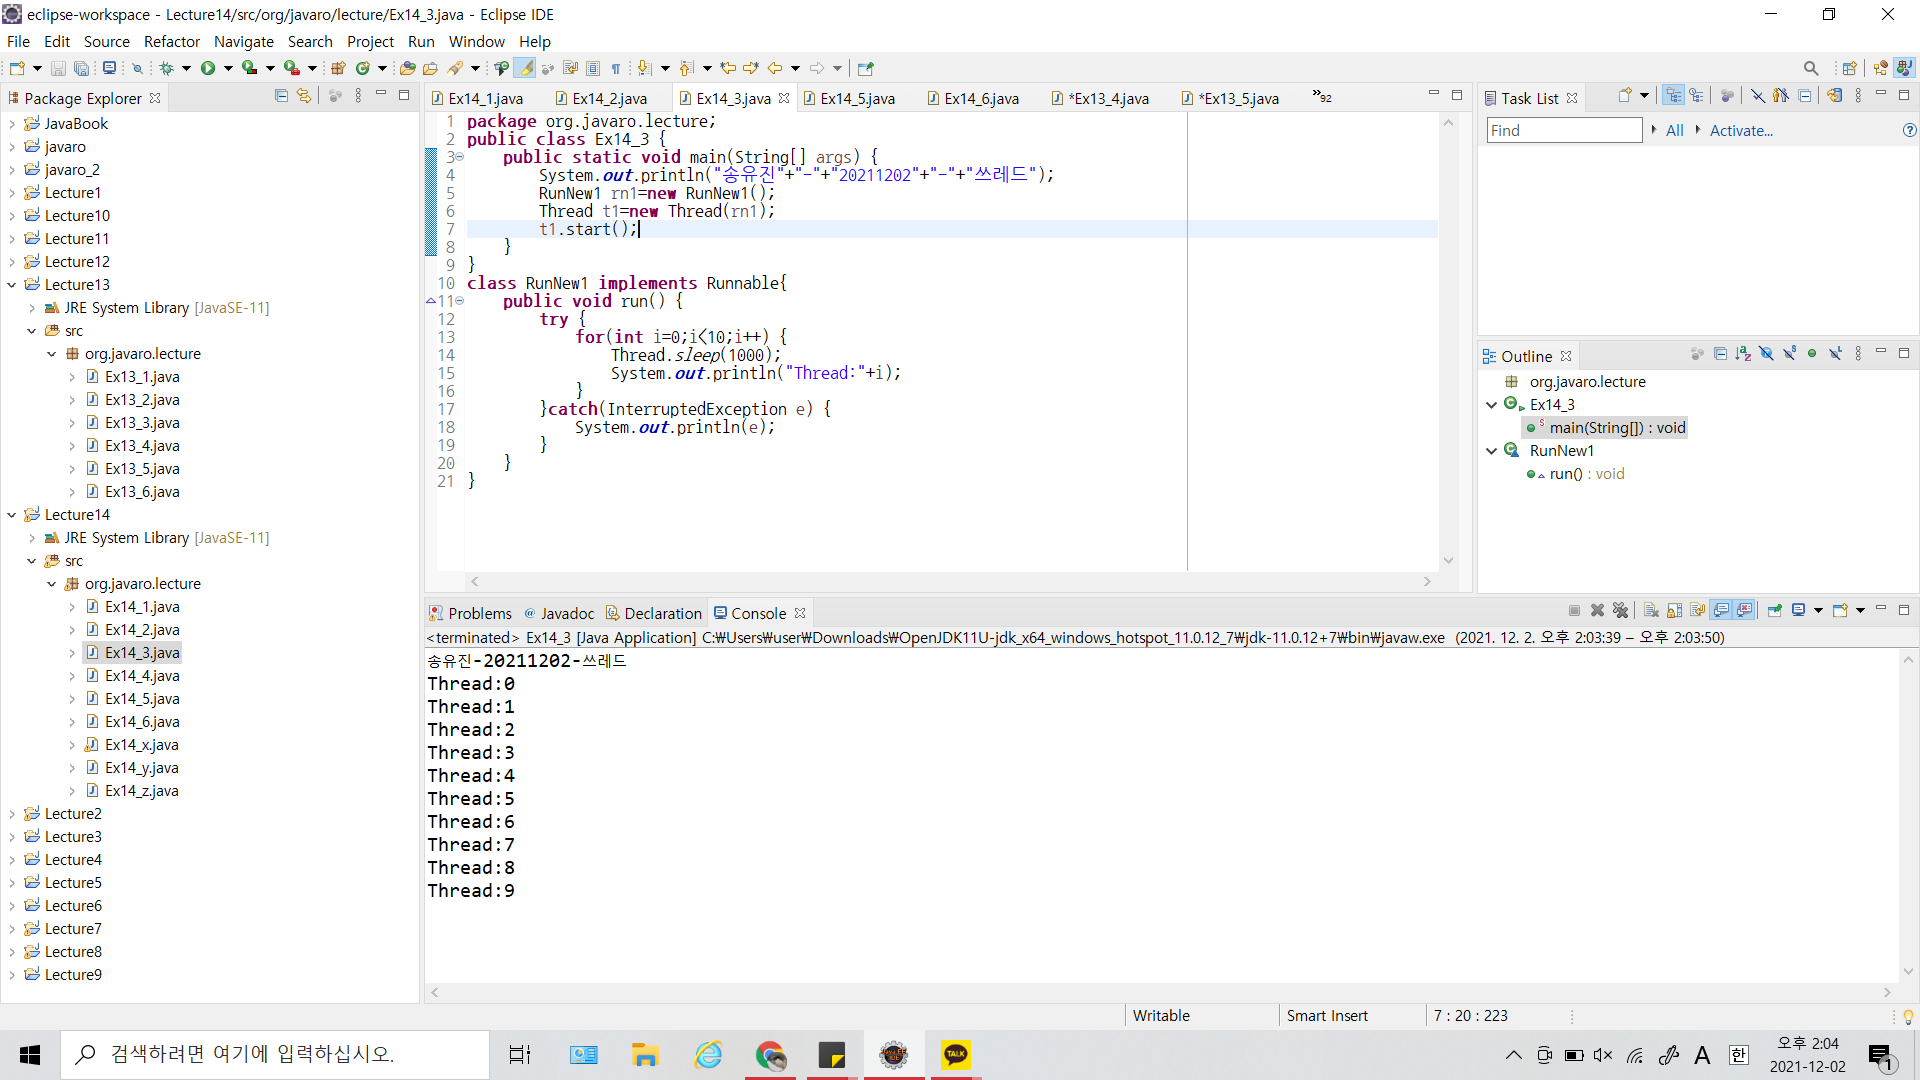 eclipse-workspace - Lecture14/src/org/javaro/lecture/Ex14_3.java - Eclipse IDE
File Edit Source Refactor Navigate Search Project Run Window Help
Package Explorer
JavaBook
javaro
javaro_2
Lecture1
Lecture10
Lecture11
Lecture12
Lecture13
JRE System Library [JavaSE-11]
src
org.javaro.lecture
Ex13_1.java
Ex13_2.java
Ex13_3.java
Ex13_4.java
Ex13_5.java
Ex13_6.java
Lecture14
JRE System Library [JavaSE-11]
src
org.javaro.lecture
Ex14_1.java
Ex14_2.java
Ex14_3.java
Ex14_4.java
Ex14_5.java
Ex14_6.java
Ex14_x.java
Ex14_y.java
Ex14_z.java
Lecture2
Lecture3
Lecture4
Lecture5
Lecture6
Lecture7
Lecture8
Lecture9
Ex14_1.java Ex14_2.java Ex14_3.java Ex14_5.java Ex14_6.java *Ex13_4.java *Ex13_5.java »92
1 package org.javaro.lecture;
2 public class Ex14_3 {
3 public static void main(String[] args) {
4 System.out.println("송유진"+"-"+"20211202"+"-"+"쓰레드");
5 RunNew1 rn1=new RunNew1();
6 Thread t1=new Thread(rn1);
7 t1.start();
8 }
9 }
10 class RunNew1 implements Runnable{
11 public void run() {
12 try {
13 for(int i=0;i<10;i++) {
14 Thread.sleep(1000);
15 System.out.println("Thread:"+i);
16 }
17 }catch(InterruptedException e) {
18 System.out.println(e);
19 }
20 }
21 }
Task List
Find All Activate...
Outline
org.javaro.lecture
Ex14_3
main(String[]) : void
RunNew1
run() : void
Problems @ Javadoc Declaration Console
<terminated> Ex14_3 [Java Application] C:₩Users₩user₩Downloads₩OpenJDK11U-jdk_x64_windows_hotspot_11.0.12_7₩jdk-11.0.12+7₩bin₩javaw.exe (2021. 12. 2. 오후 2:03:39 – 오후 2:03:50)
송유진-20211202-쓰레드
Thread:0
Thread:1
Thread:2
Thread:3
Thread:4
Thread:5
Thread:6
Thread:7
Thread:8
Thread:9
Writable Smart Insert 7 : 20 : 223
검색하려면 여기에 입력하십시오.
TALK
A 한
오후 2:04
2021-12-02
1